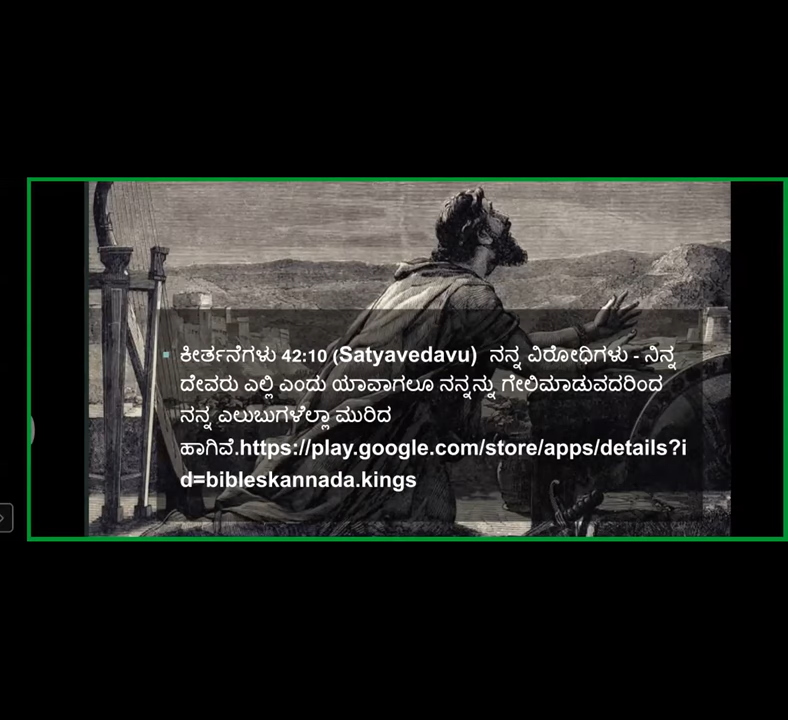 ಕೀರ್ತನೆಗಳು 42:10 (Satyavedavu)  ನನ್ನ ವಿರೋಧಿಗಳು - ನಿನ್ನ
ದೇವರು ಎಲ್ಲಿ ಎಂದು ಯಾವಾಗಲೂ ನನ್ನನ್ನು ಗೇಲಿಮಾಡುವದರಿಂದ
ನನ್ನ ಎಲುಬುಗಳೆಲ್ಲಾ ಮುರಿದ
ಹಾಗಿವೆ.https://play.google.com/store/apps/details?i
d=bibleskannada.kings